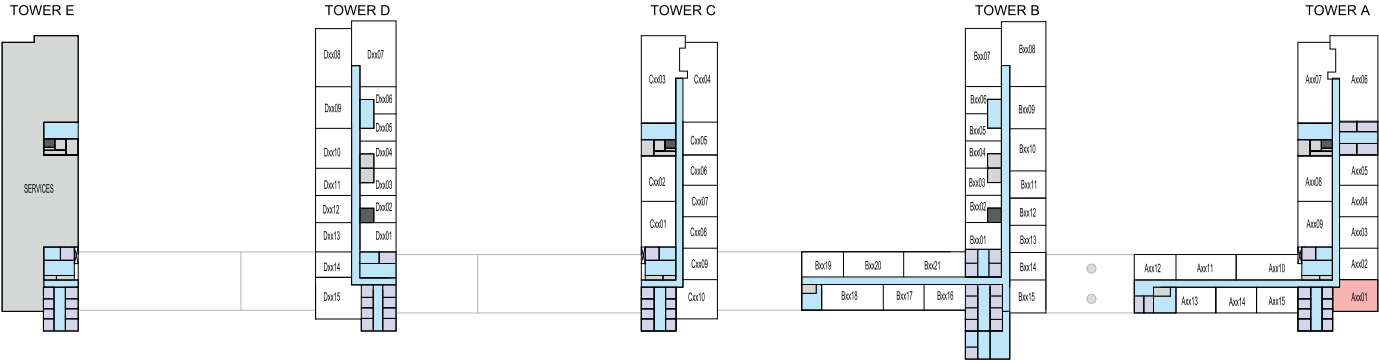 TOWER E
TOWER D
TOWER C
TOWER B
TOWER A
SERVICES
Dxx08
Dxx07
Dxx06
Dxx09
Dxx05
Dxx10
Dxx04
Dxx11
Dxx03
Dxx12
Dxx02
Dxx13
Dxx01
Dxx14
Dxx15
Cxx03
Cxx04
Cxx05
Cxx02
Cxx06
Cxx07
Cxx01
Cxx08
Cxx09
Cxx10
Bxx07
Bxx08
Bxx06
Bxx09
Bxx05
Bxx04
Bxx10
Bxx03
Bxx11
Bxx02
Bxx12
Bxx01
Bxx13
Bxx19
Bxx20
Bxx21
Bxx14
Bxx18
Bxx17
Bxx16
Bxx15
Axx07
Axx06
Axx08
Axx05
Axx04
Axx09
Axx03
Axx12
Axx11
Axx10
Axx02
Axx13
Axx14
Axx15
Axx01